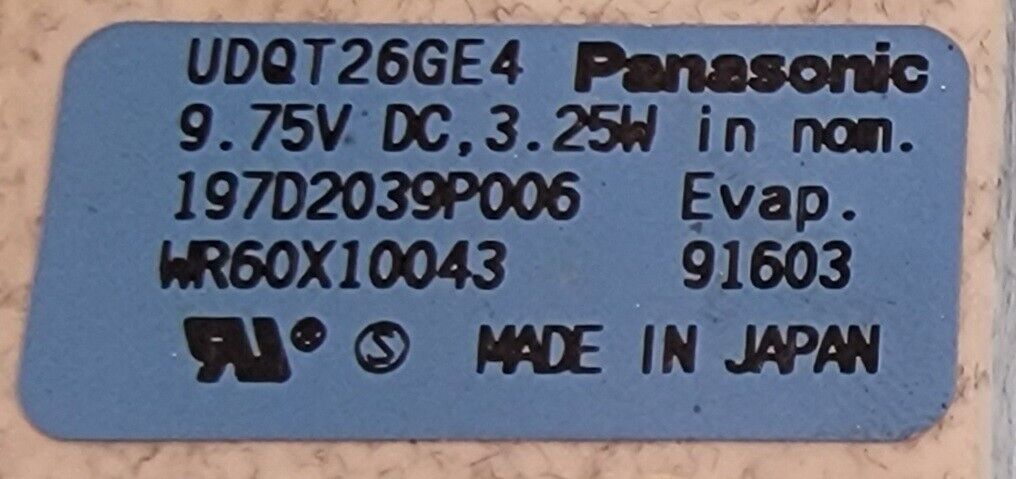 UDQT26GE4 Panasonic
9.75V DC,3.25W in nom.
197D2039P006 Evap.
WR60X10043 91603
MADE IN JAPAN